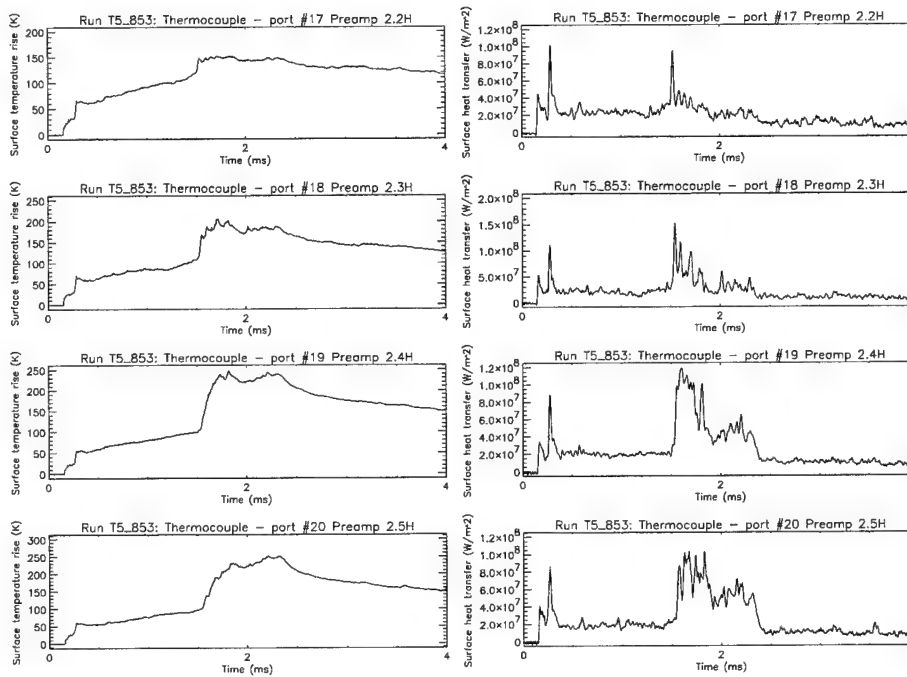 Run T5_853: Thermocouple – port #17 Preamp 2.2H
Surface temperature rise (K)
200
150
100
50
0
0 2 4
Time (ms)
Run T5_853: Thermocouple – port #17 Preamp 2.2H
Surface heat transfer (W/m^2)
1.2×10⁸
1.0×10⁸
8.0×10⁷
6.0×10⁷
4.0×10⁷
2.0×10⁷
0
0 2
Time (ms)
Run T5_853: Thermocouple – port #18 Preamp 2.3H
Surface temperature rise (K)
250
200
150
100
50
0
0 2 4
Time (ms)
Run T5_853: Thermocouple – port #18 Preamp 2.3H
Surface heat transfer (W/m^2)
2.0×10⁸
1.5×10⁸
1.0×10⁸
5.0×10⁷
0
0 2
Time (ms)
Run T5_853: Thermocouple – port #19 Preamp 2.4H
Surface temperature rise (K)
250
200
150
100
50
0
0 2 4
Time (ms)
Run T5_853: Thermocouple – port #19 Preamp 2.4H
Surface heat transfer (W/m^2)
1.2×10⁸
1.0×10⁸
8.0×10⁷
6.0×10⁷
4.0×10⁷
2.0×10⁷
0
0 2
Time (ms)
Run T5_853: Thermocouple – port #20 Preamp 2.5H
Surface temperature rise (K)
300
250
200
150
100
50
0
0 2 4
Time (ms)
Run T5_853: Thermocouple – port #20 Preamp 2.5H
Surface heat transfer (W/m^2)
1.2×10⁸
1.0×10⁸
8.0×10⁷
6.0×10⁷
4.0×10⁷
2.0×10⁷
0
0 2
Time (ms)